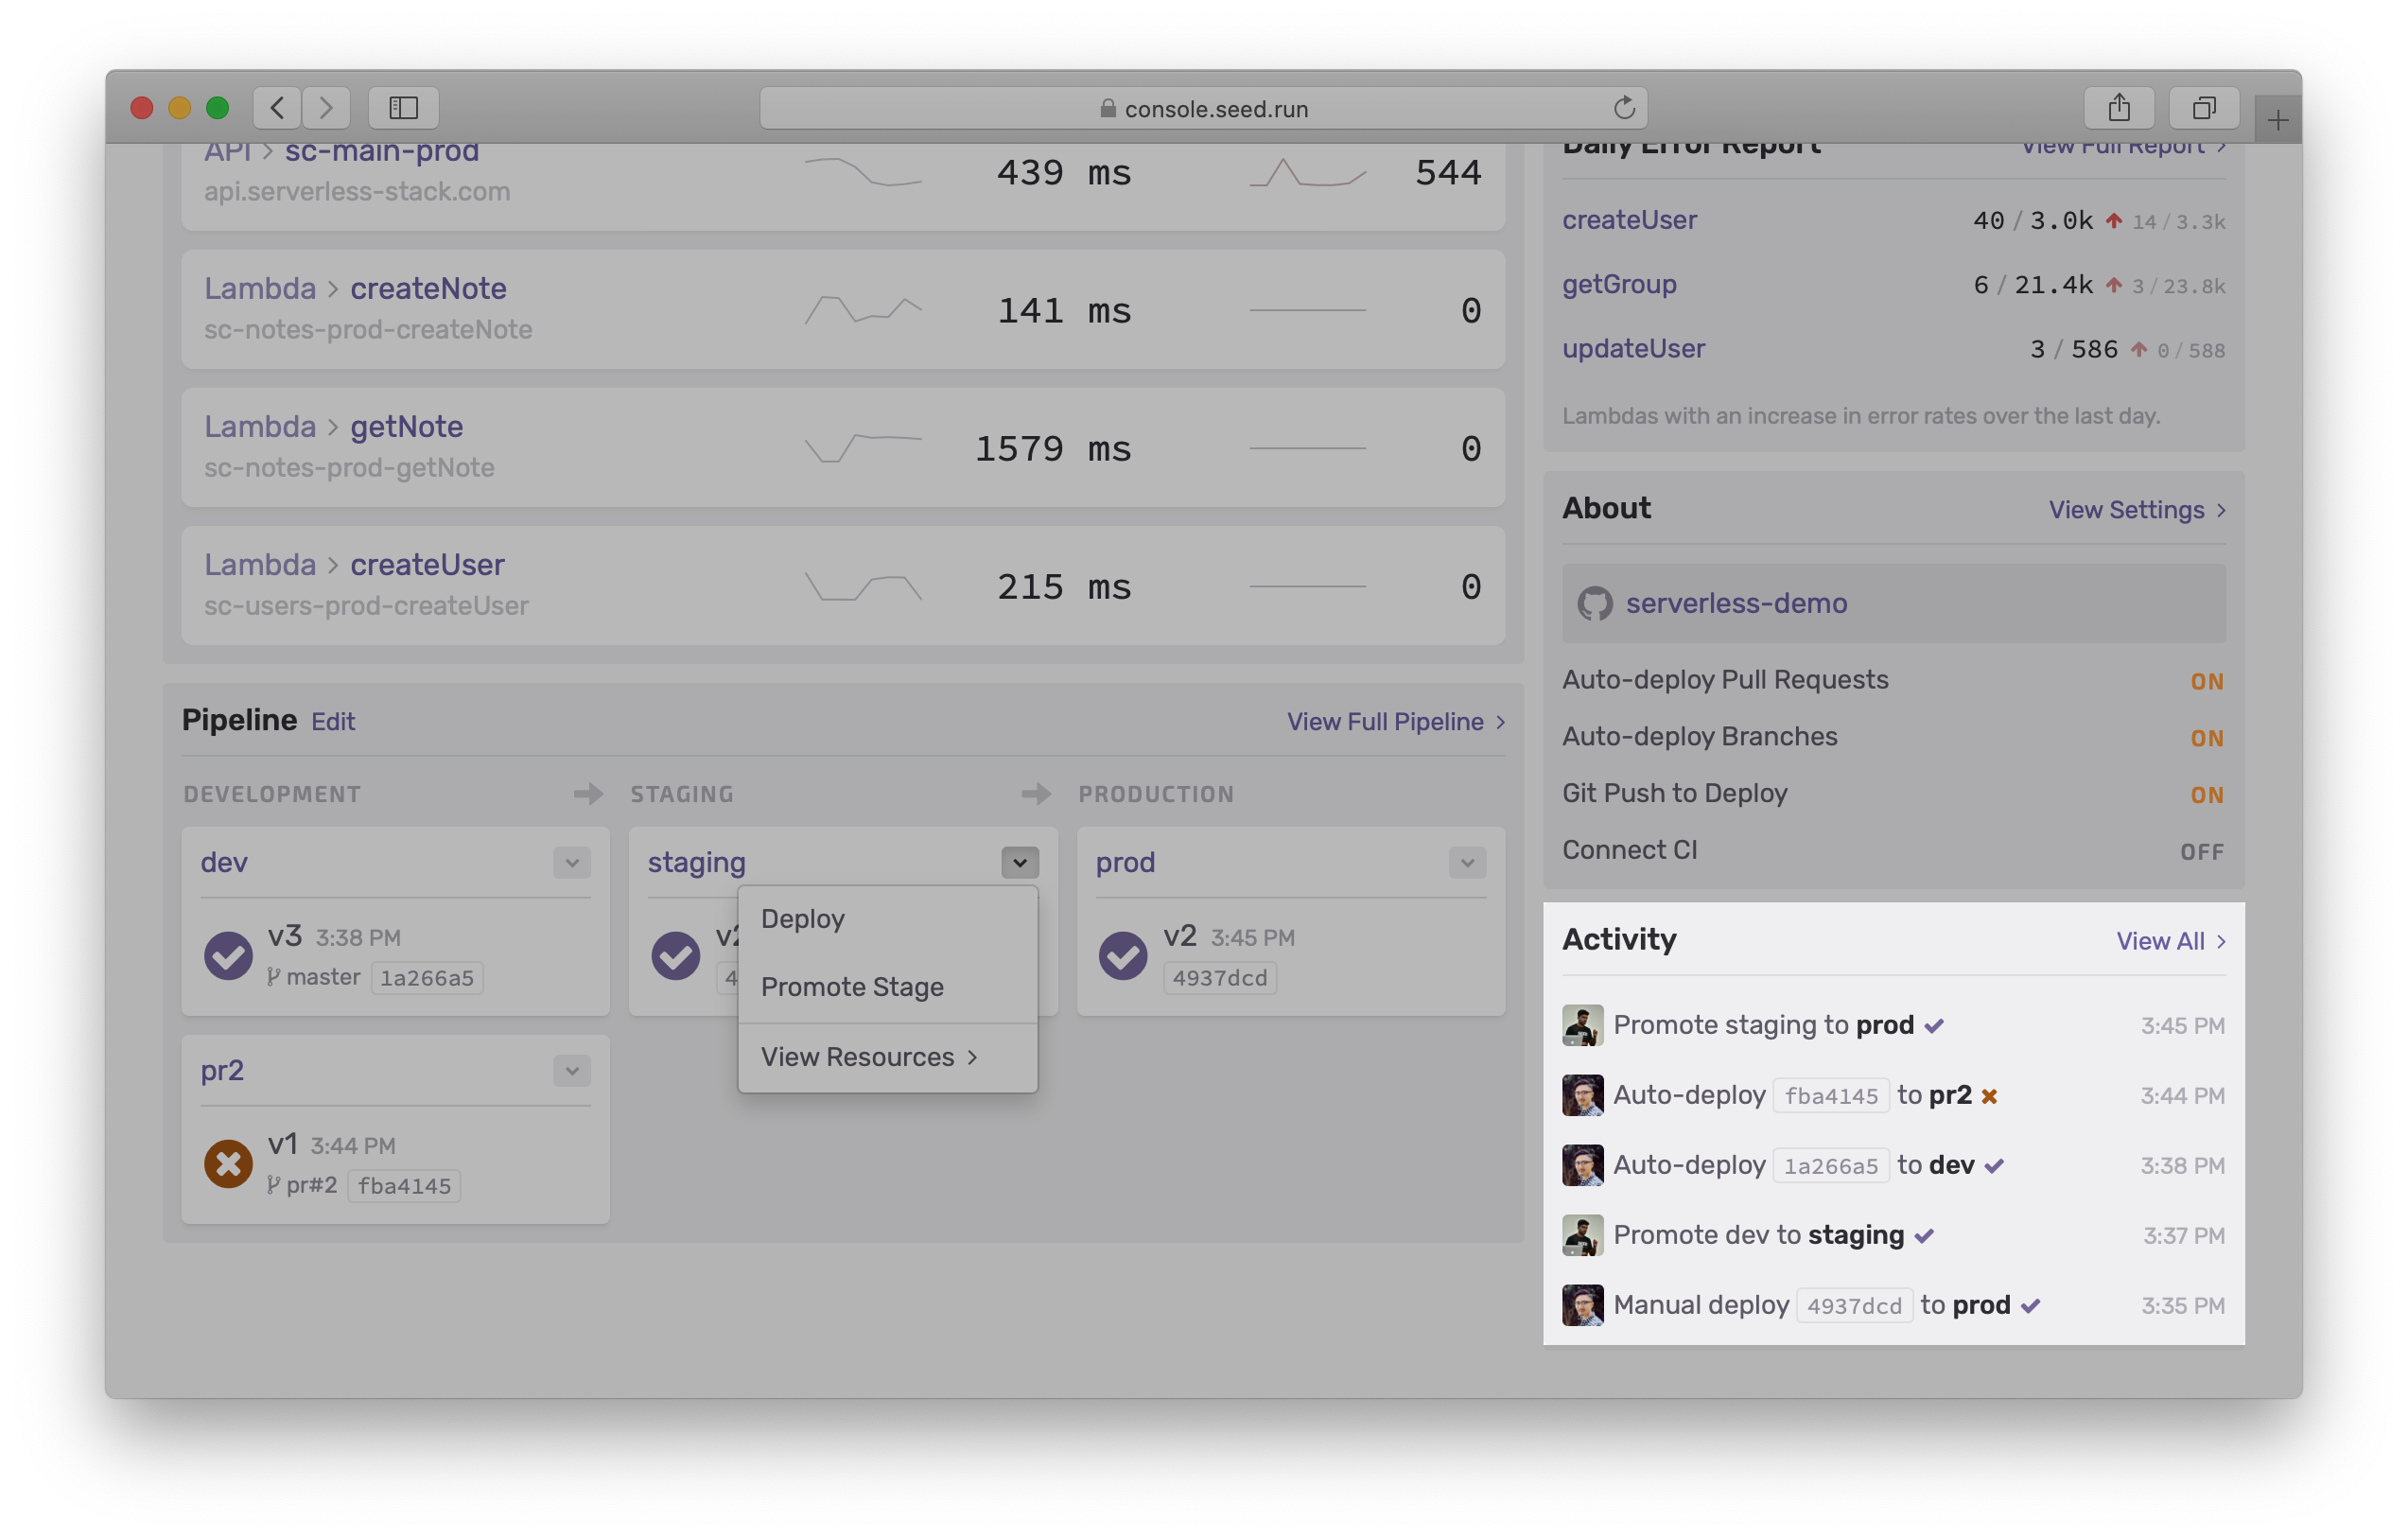 console.seed.run
API > sc-main-prod
api.serverless-stack.com
439 ms
544
Lambda > createNote
sc-notes-prod-createNote
141 ms
0
Lambda > getNote
sc-notes-prod-getNote
1579 ms
0
Lambda > createUser
sc-users-prod-createUser
215 ms
0
Pipeline Edit
View Full Pipeline >
DEVELOPMENT
STAGING
PRODUCTION
dev
v3 3:38 PM
master 1a266a5
pr2
v1 3:44 PM
pr#2 fba4145
staging
v2
4
Deploy
Promote Stage
View Resources >
prod
v2 3:45 PM
4937dcd
Daily Error Report
View Full Report >
createUser
40 / 3.0k 14 / 3.3k
getGroup
6 / 21.4k 3 / 23.8k
updateUser
3 / 586 0 / 588
Lambdas with an increase in error rates over the last day.
About
View Settings >
serverless-demo
Auto-deploy Pull Requests ON
Auto-deploy Branches ON
Git Push to Deploy ON
Connect CI OFF
Activity
View All >
Promote staging to prod 3:45 PM
Auto-deploy fba4145 to pr2 3:44 PM
Auto-deploy 1a266a5 to dev 3:38 PM
Promote dev to staging 3:37 PM
Manual deploy 4937dcd to prod 3:35 PM